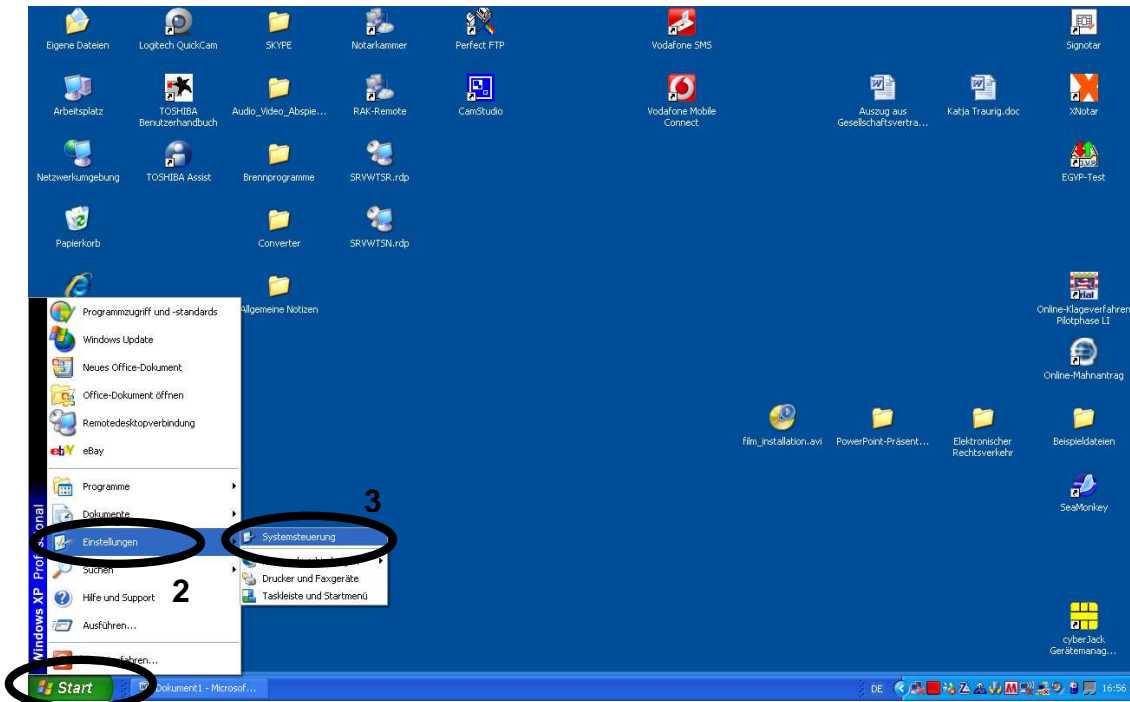 Eigene Dateien
Logitech QuickCam
SKYPE
Notarkammer
Perfect FTP
Vodafone SMS
Signotar
Arbeitsplatz
TOSHIBA
Benutzerhandbuch
Audio_Video_Abspie...
RAK-Remote
CamStudio
Vodafone Mobile
Connect
Auszug aus
Gesellschaftsvertra...
Katja Traurig.doc
XNotar
Netzwerkumgebung
TOSHIBA Assist
Brennprogramme
SRVWTSR.rdp
EGVP-Test
Papierkorb
Converter
SRVWTSN.rdp
Allgemeine Notizen
Online-Klageverfahren
Pilotphase LI
Online-Mahnantrag
film_installation.avi
PowerPoint-Präsent...
Elektronischer
Rechtsverkehr
Beispieldateien
SeaMonkey
cyberJack
Gerätemanag...
Windows XP Professional
Programmzugriff und -standards
Windows Update
Neues Office-Dokument
Office-Dokument öffnen
Remotedesktopverbindung
eBay
Programme
Dokumente
Einstellungen
Suchen
Hilfe und Support
Ausführen...
2
3
Systemsteuerung
Drucker und Faxgeräte
Taskleiste und Startmenü
Start
Dokument1 - Microsof...
DE
16:56